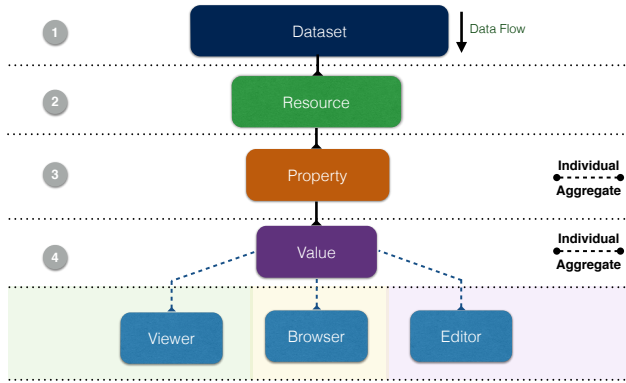 1
Dataset
Data Flow
2
Resource
3
Property
Individual
Aggregate
4
Value
Individual
Aggregate
Viewer
Browser
Editor